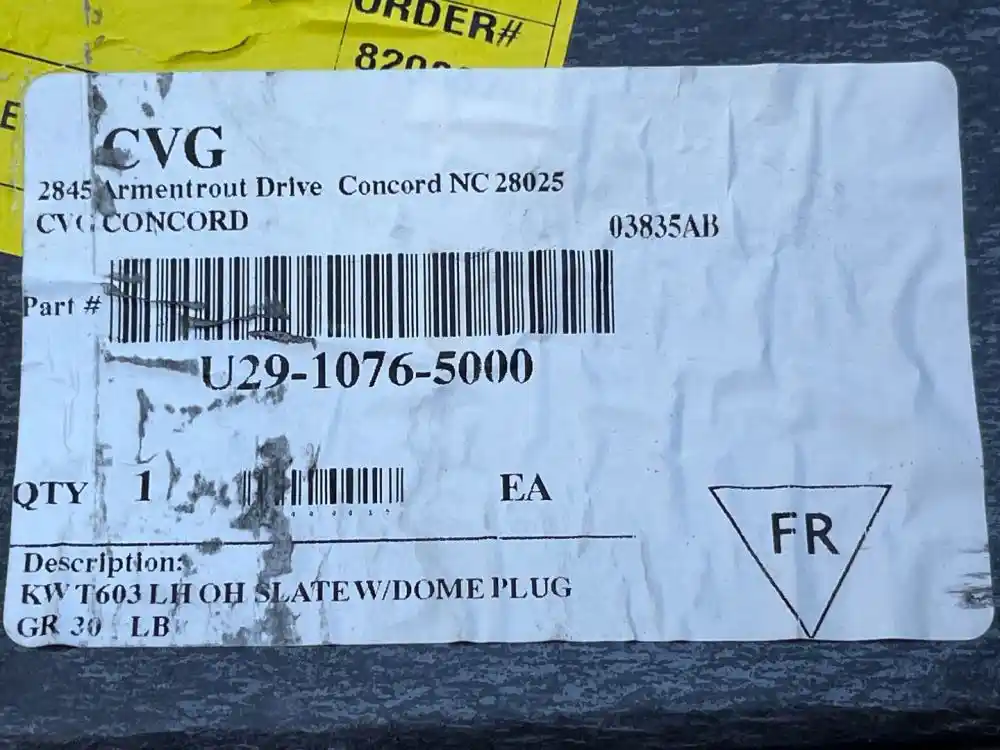 ORDER#
E
CVG
2845 Armentrout Drive Concord NC 28025
CVG CONCORD
03835AB
Part #
U29-1076-5000
QTY 1 EA
FR
Description:
KW T603 LH OH SLATE W/DOME PLUG
GR 30 LB